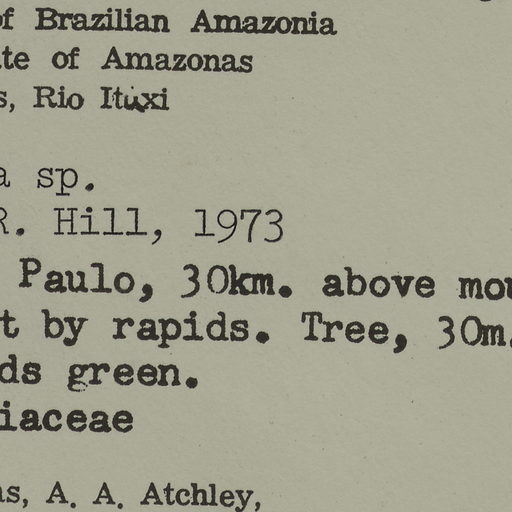 of Brazilian Amazonia
te of Amazonas
s, Rio Ituxi
a sp.
R. Hill, 1973
Paulo, 30km. above mou
t by rapids. Tree, 30m.
ds green.
iaceae
s, A. A. Atchley,